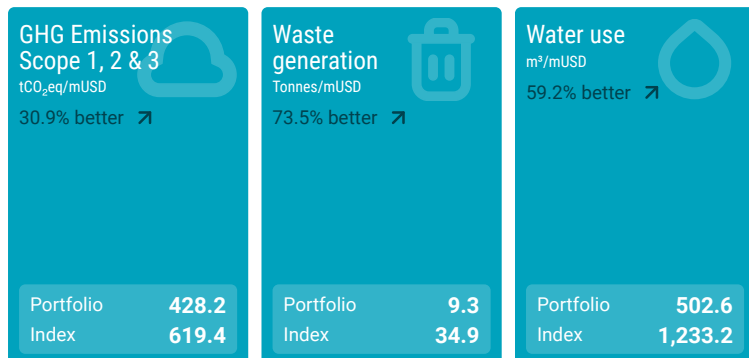 GHG Emissions
Scope 1, 2 & 3
tCO₂eq/mUSD
30.9% better
Portfolio 428.2
Index 619.4
Waste
generation
Tonnes/mUSD
73.5% better
Portfolio 9.3
Index 34.9
Water use
m³/mUSD
59.2% better
Portfolio 502.6
Index 1,233.2